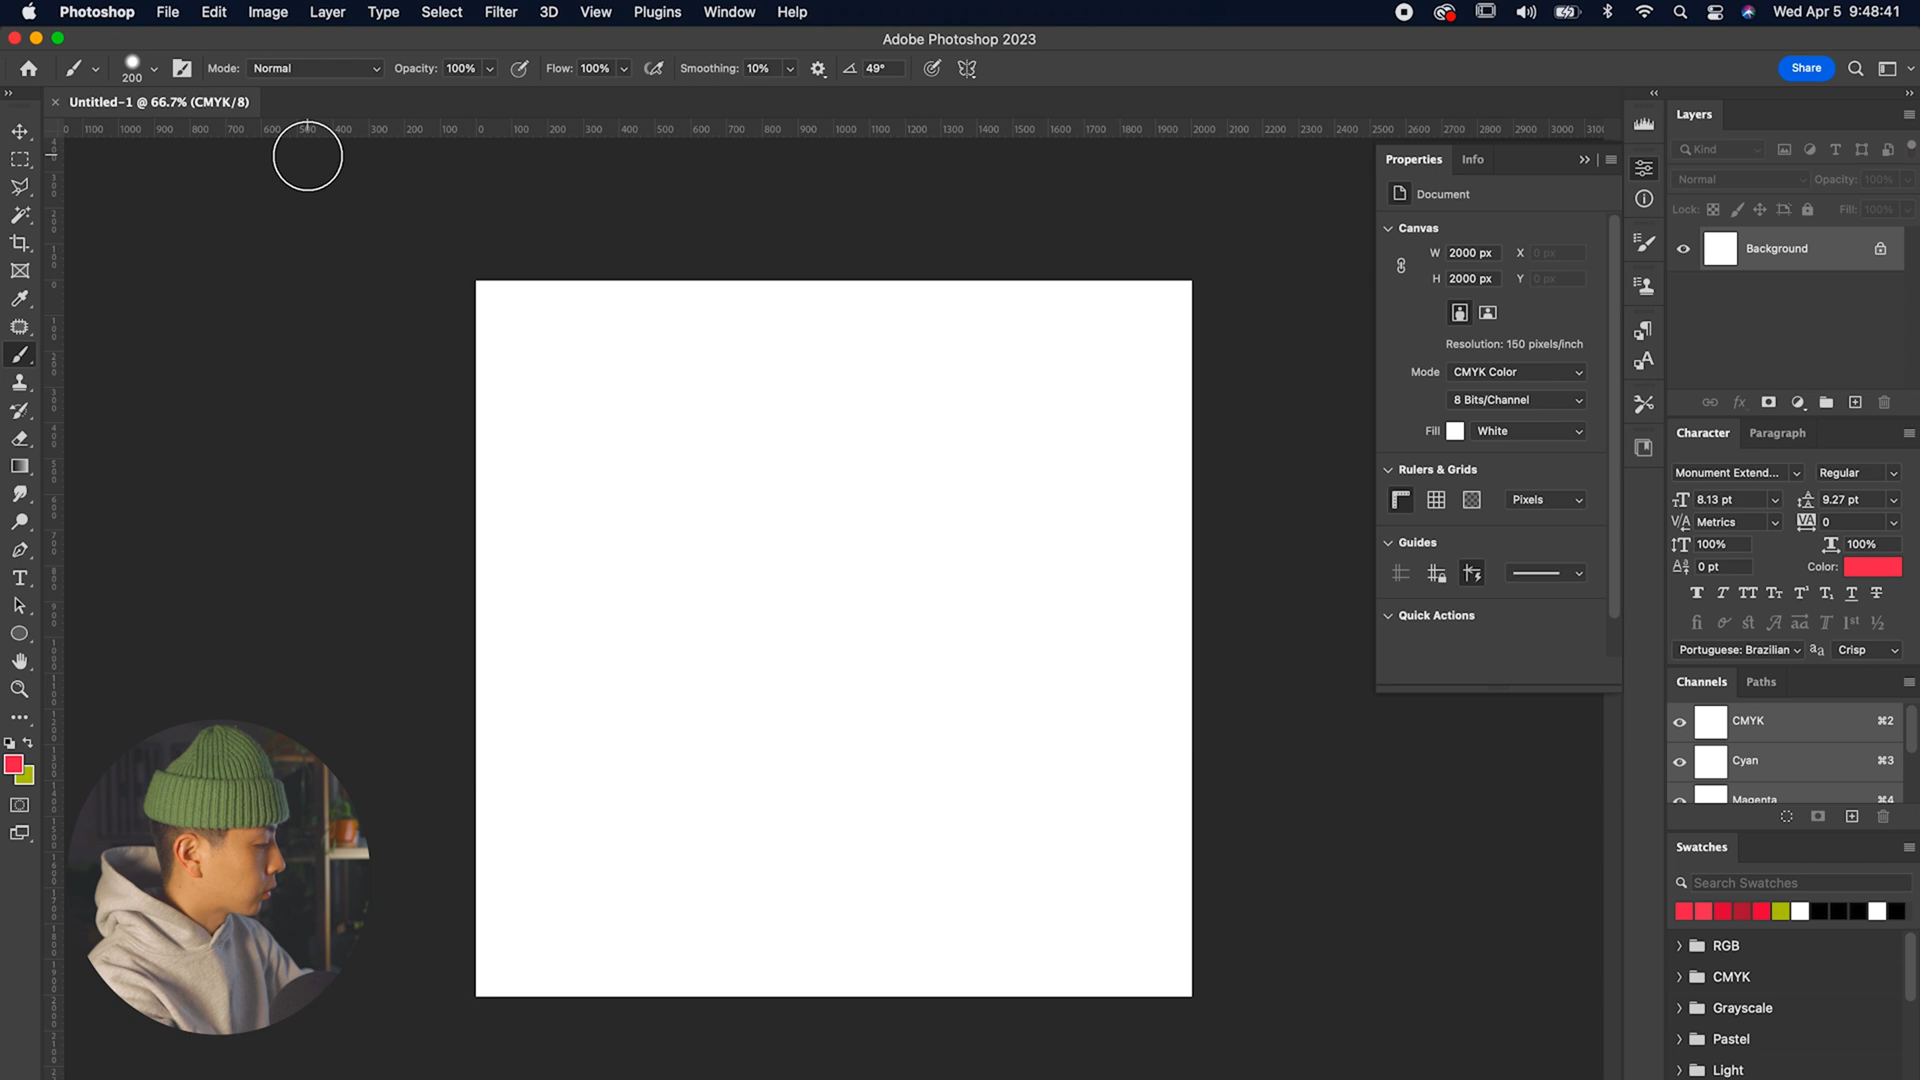 Photoshop File Edit Image Layer Type Select Filter 3D View Plugins Window Help Wed Apr 5 9:48:41
Adobe Photoshop 2023
200 Mode: Normal Opacity: 100% Flow: 100% Smoothing: 10% 49° Share
Untitled-1 @ 66.7% (CMYK/8)
0 1100 1000 900 800 700 600 500 400 300 200 100 0 100 200 300 400 500 600 700 800 900 1000 1100 1200 1300 1400 1500 1600 1700 1800 1900 2000 2100 2200 2300 2400 2500 2600 2700 2800 2900 3000 310
Properties Info
Document
Canvas
W 2000 px X 0 px
H 2000 px Y 0 px
Resolution: 150 pixels/inch
Mode CMYK Color
8 Bits/Channel
Fill White
Rulers & Grids
Pixels
Guides
Quick Actions
Layers
Kind
Normal Opacity: 100%
Lock: Fill: 100%
Background
Character Paragraph
Monument Extend... Regular
8.13 pt 9.27 pt
Metrics 0
100% 100%
0 pt Color:
Portuguese: Brazilian Crisp
Channels Paths
CMYK ⌘2
Cyan ⌘3
Magenta ⌘4
Swatches
Search Swatches
RGB
CMYK
Grayscale
Pastel
Light